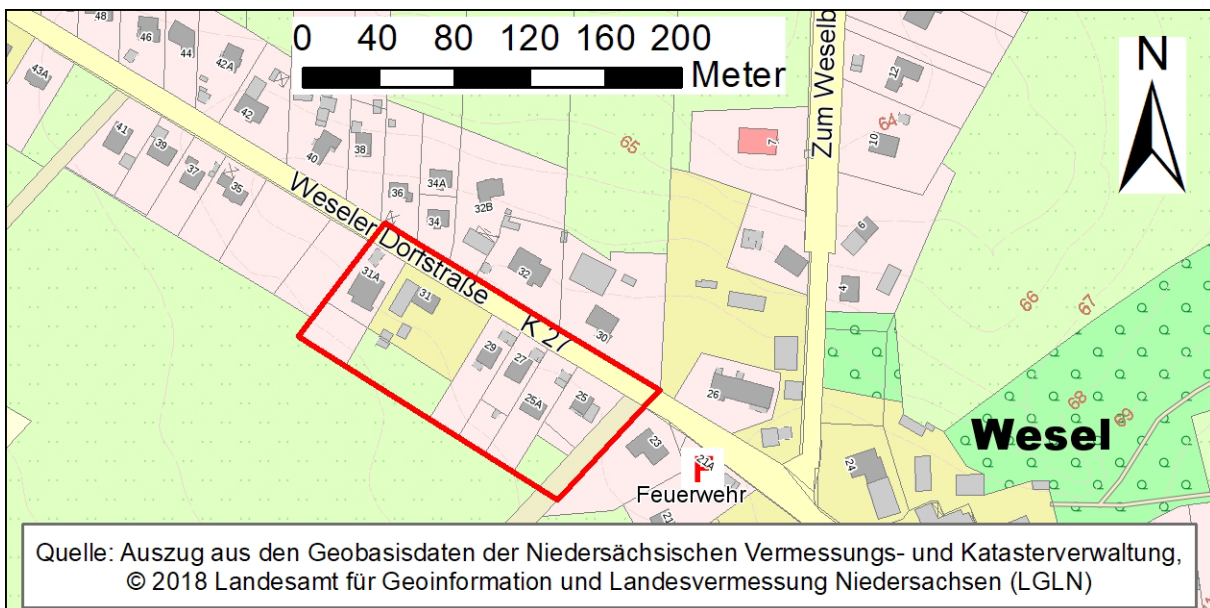 0 40 80 120 160 200
Meter
N
48
46
44
42A
43A
42
41
39
40
38
37
35
36
34A
34
32B
Weseler Dorfstraße
K 27
31A
31
32
30
29
27
25A
25
23
21A
Feuerwehr
21
26
24
7
Zum Weselb
12
10
6
4
64
65
66
67
68
69
Wesel
Quelle: Auszug aus den Geobasisdaten der Niedersächsischen Vermessungs- und Katasterverwaltung,
© 2018 Landesamt für Geoinformation und Landesvermessung Niedersachsen (LGLN)